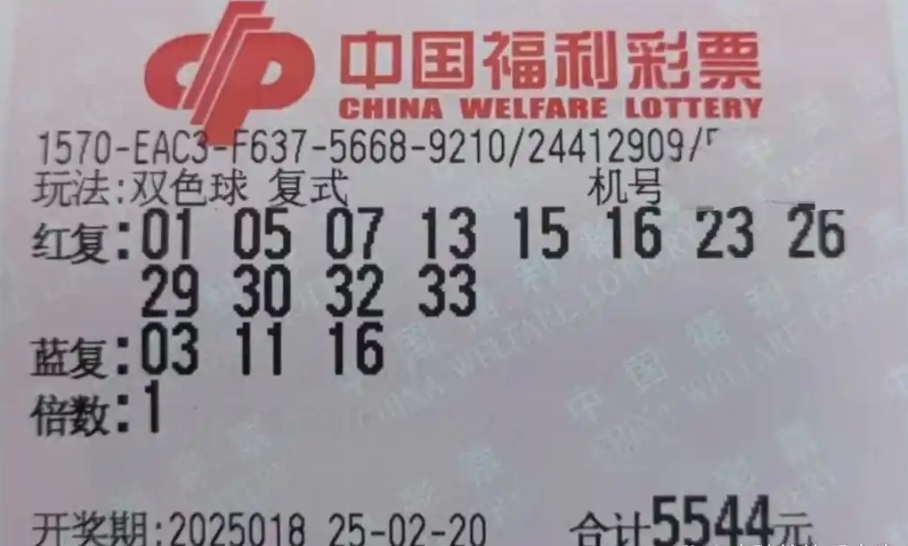 中国福利彩票
CHINA WELFARE LOTTERY
1570-EAC3-F637-5668-9210/24412909/
玩法:双色球 复式 机号
红复:01 05 07 13 15 16 23 26
29 30 32 33
蓝复:03 11 16
倍数:1
开奖期:2025018 25-02-20 合计5544元